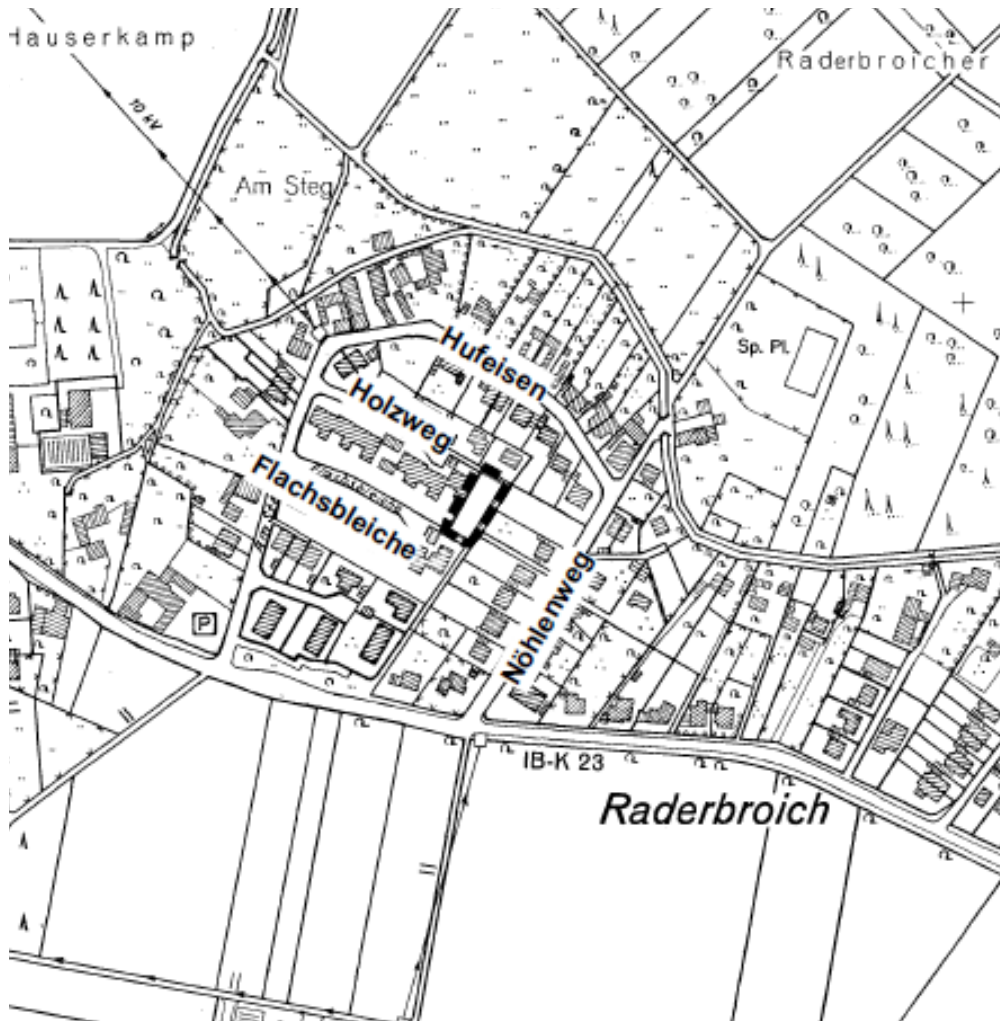 Hauserkamp
Raderbroicher
10 kV
Am Steg
Hufeisen
Sp. Pl.
Holzweg
Flachsbleiche
Nöhlenweg
P
IB-K 23
Raderbroich